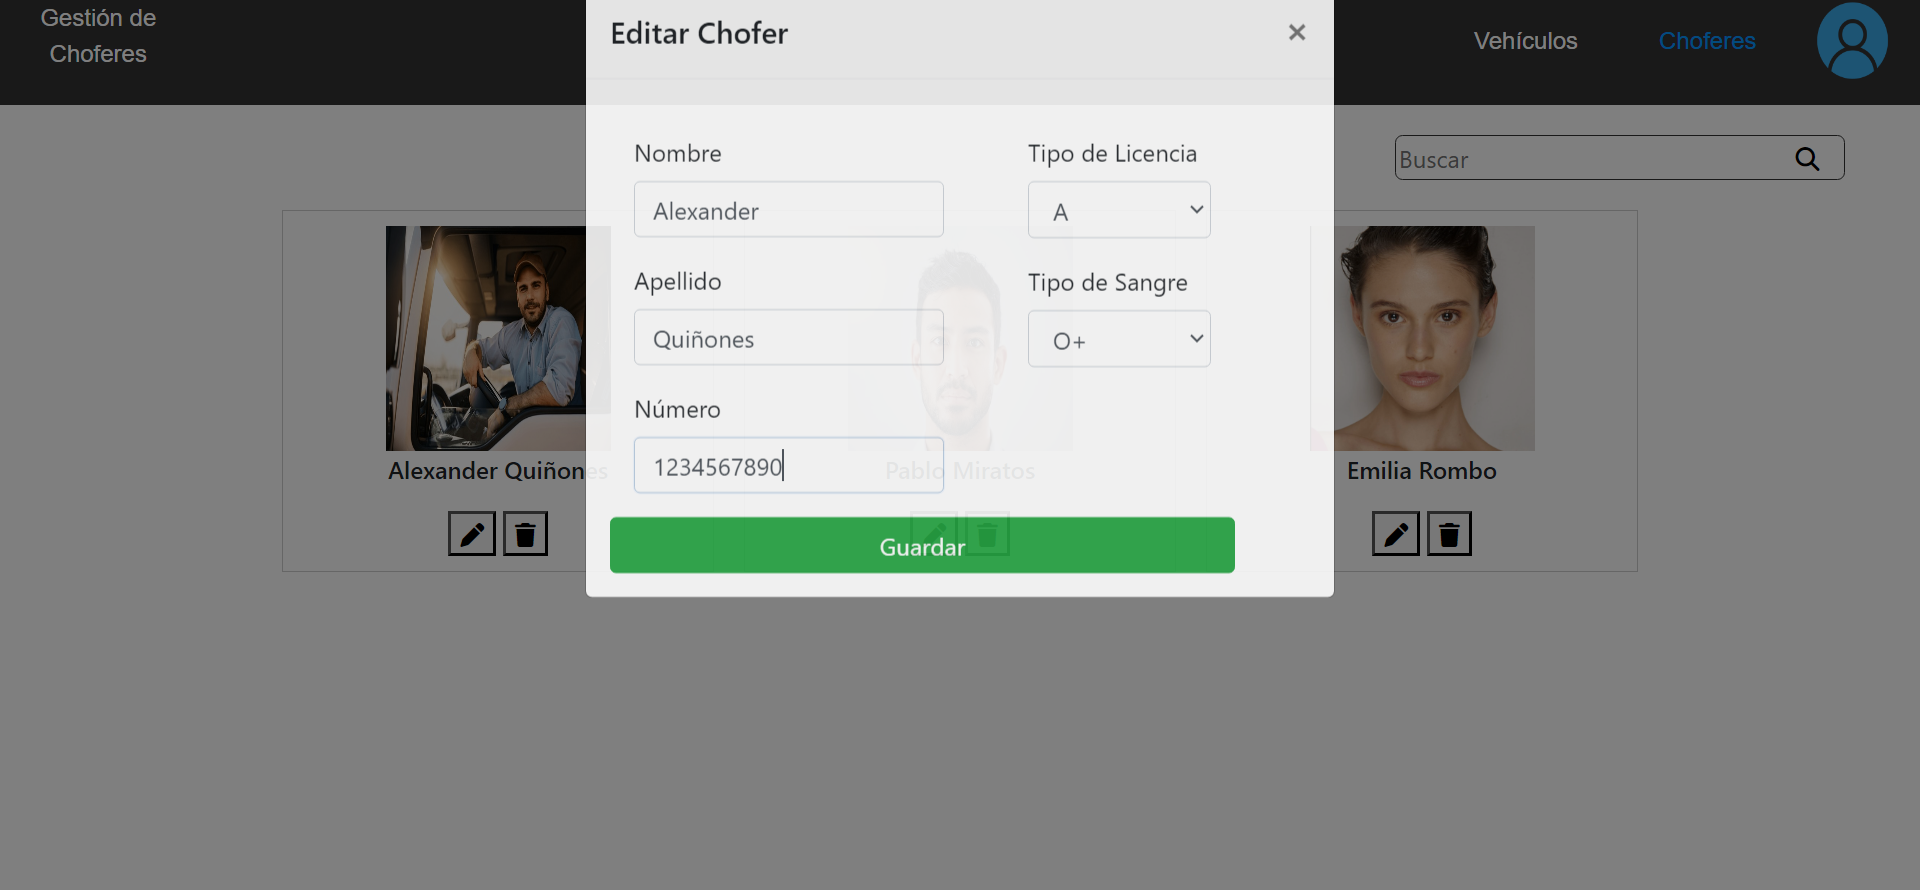 Gestión de
Choferes
Editar Chofer
×
Vehículos
Choferes
Buscar
Nombre
Alexander
Tipo de Licencia
A
Apellido
Quiñones
Tipo de Sangre
O+
Número
1234567890
Guardar
Alexander Quiñones
Pablo Miratos
Emilia Rombo